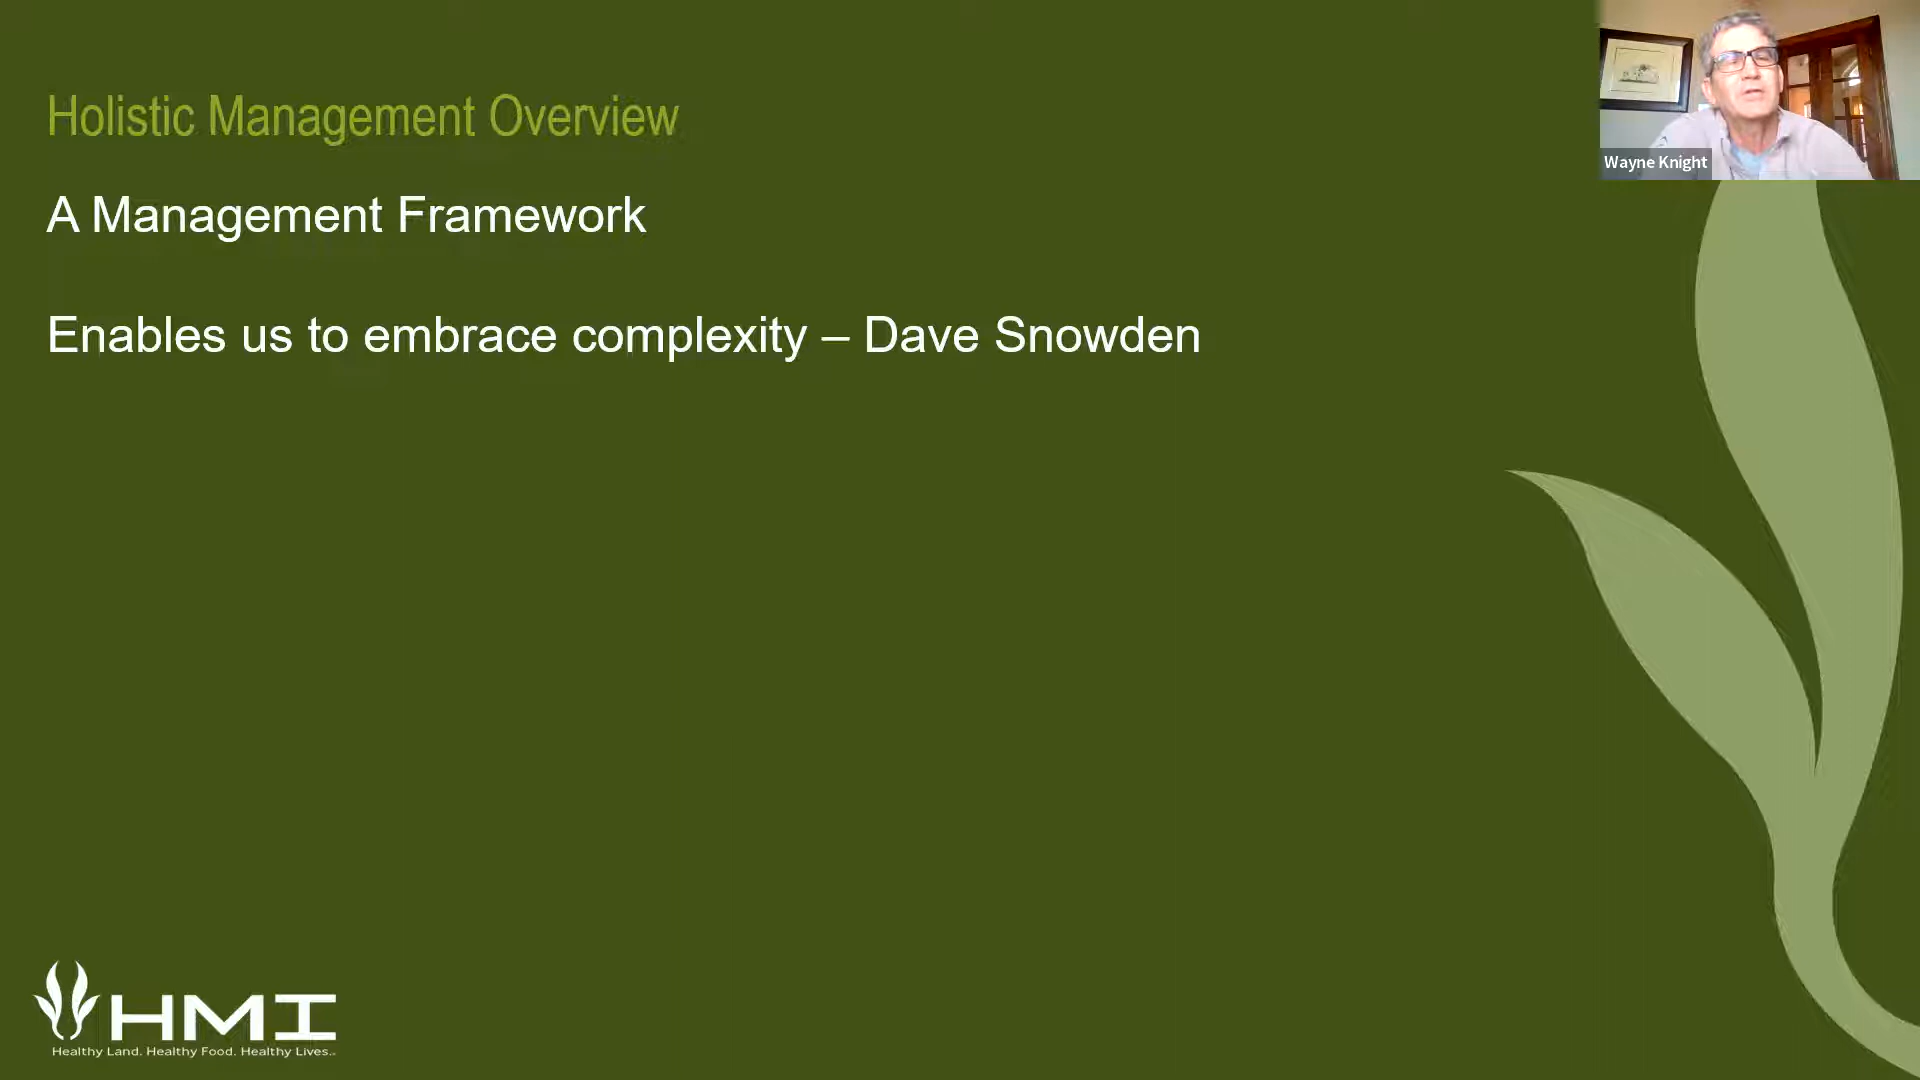 Holistic Management Overview
A Management Framework
Enables us to embrace complexity – Dave Snowden
Wayne Knight
HMI
Healthy Land. Healthy Food. Healthy Lives.